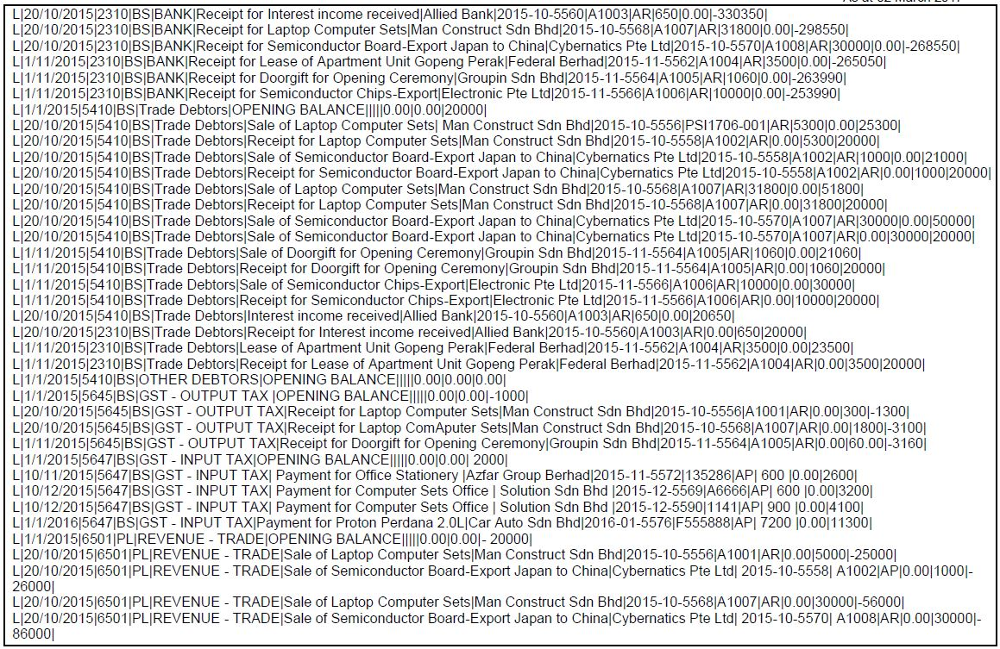 L|20/10/2015|2310|BS|BANK|Receipt for Interest income received|Allied Bank|2015-10-5560|A1003|AR|650|0.00|-330350|
L|20/10/2015|2310|BS|BANK|Receipt for Laptop Computer Sets|Man Construct Sdn Bhd|2015-10-5568|A1007|AR|31800|0.00|-298550|
L|20/10/2015|2310|BS|BANK|Receipt for Semiconductor Board-Export Japan to China|Cybernatics Pte Ltd|2015-10-5570|A1008|AR|30000|0.00|-268550|
L|1/11/2015|2310|BS|BANK|Receipt for Lease of Apartment Unit Gopeng Perak|Federal Berhad|2015-11-5562|A1004|AR|3500|0.00|-265050|
L|1/11/2015|2310|BS|BANK|Receipt for Doorgift for Opening Ceremony|Groupin Sdn Bhd|2015-11-5564|A1005|AR|1060|0.00|-263990|
L|1/11/2015|2310|BS|BANK|Receipt for Semiconductor Chips-Export|Electronic Pte Ltd|2015-11-5566|A1006|AR|10000|0.00|-253990|
L|1/1/2015|5410|BS|Trade Debtors|OPENING BALANCE|||||0.00|0.00|20000|
L|20/10/2015|5410|BS|Trade Debtors|Sale of Laptop Computer Sets| Man Construct Sdn Bhd|2015-10-5556|PSI1706-001|AR|5300|0.00|25300|
L|20/10/2015|5410|BS|Trade Debtors|Receipt for Laptop Computer Sets|Man Construct Sdn Bhd|2015-10-5558|A1002|AR|0.00|5300|20000|
L|20/10/2015|5410|BS|Trade Debtors|Sale of Semiconductor Board-Export Japan to China|Cybernatics Pte Ltd|2015-10-5558|A1002|AR|1000|0.00|21000|
L|20/10/2015|5410|BS|Trade Debtors|Receipt for Semiconductor Board-Export Japan to China|Cybernatics Pte Ltd|2015-10-5558|A1002|AR|0.00|1000|20000|
L|20/10/2015|5410|BS|Trade Debtors|Sale of Laptop Computer Sets|Man Construct Sdn Bhd|2015-10-5568|A1007|AR|31800|0.00|51800|
L|20/10/2015|5410|BS|Trade Debtors|Receipt for Laptop Computer Sets|Man Construct Sdn Bhd|2015-10-5568|A1007|AR|0.00|31800|20000|
L|20/10/2015|5410|BS|Trade Debtors|Sale of Semiconductor Board-Export Japan to China|Cybernatics Pte Ltd|2015-10-5570|A1007|AR|30000|0.00|50000|
L|20/10/2015|5410|BS|Trade Debtors|Sale of Semiconductor Board-Export Japan to China|Cybernatics Pte Ltd|2015-10-5570|A1007|AR|0.00|30000|20000|
L|1/11/2015|5410|BS|Trade Debtors|Sale of Doorgift for Opening Ceremony|Groupin Sdn Bhd|2015-11-5564|A1005|AR|1060|0.00|21060|
L|1/11/2015|5410|BS|Trade Debtors|Receipt for Doorgift for Opening Ceremony|Groupin Sdn Bhd|2015-11-5564|A1005|AR|0.00|1060|20000|
L|1/11/2015|5410|BS|Trade Debtors|Sale of Semiconductor Chips-Export|Electronic Pte Ltd|2015-11-5566|A1006|AR|10000|0.00|30000|
L|1/11/2015|5410|BS|Trade Debtors|Receipt for Semiconductor Chips-Export|Electronic Pte Ltd|2015-11-5566|A1006|AR|0.00|10000|20000|
L|20/10/2015|5410|BS|Trade Debtors|Interest income received|Allied Bank|2015-10-5560|A1003|AR|650|0.00|20650|
L|20/10/2015|2310|BS|Trade Debtors|Receipt for Interest income received|Allied Bank|2015-10-5560|A1003|AR|0.00|650|20000|
L|1/11/2015|2310|BS|Trade Debtors|Lease of Apartment Unit Gopeng Perak|Federal Berhad|2015-11-5562|A1004|AR|3500|0.00|23500|
L|1/11/2015|2310|BS|Trade Debtors|Receipt for Lease of Apartment Unit Gopeng Perak|Federal Berhad|2015-11-5562|A1004|AR|0.00|3500|20000|
L|1/1/2015|5410|BS|OTHER DEBTORS|OPENING BALANCE|||||0.00|0.00|0.00|
L|1/1/2015|5645|BS|GST - OUTPUT TAX |OPENING BALANCE|||||0.00|0.00|-1000|
L|20/10/2015|5645|BS|GST - OUTPUT TAX|Receipt for Laptop Computer Sets|Man Construct Sdn Bhd|2015-10-5556|A1001|AR|0.00|300|-1300|
L|20/10/2015|5645|BS|GST - OUTPUT TAX|Receipt for Laptop ComAputer Sets|Man Construct Sdn Bhd|2015-10-5568|A1007|AR|0.00|1800|-3100|
L|1/11/2015|5645|BS|GST - OUTPUT TAX|Receipt for Doorgift for Opening Ceremony|Groupin Sdn Bhd|2015-11-5564|A1005|AR|0.00|60.00|-3160|
L|1/1/2015|5647|BS|GST - INPUT TAX|OPENING BALANCE|||||0.00|0.00| 2000|
L|10/11/2015|5647|BS|GST - INPUT TAX| Payment for Office Stationery |Azfar Group Berhad|2015-11-5572|135286|AP| 600 |0.00|2600|
L|10/12/2015|5647|BS|GST - INPUT TAX| Payment for Computer Sets Office | Solution Sdn Bhd |2015-12-5569|A6666|AP| 600 |0.00|3200|
L|10/12/2015|5647|BS|GST - INPUT TAX| Payment for Computer Sets Office | Solution Sdn Bhd |2015-12-5590|1141|AP| 900 |0.00|4100|
L|1/1/2016|5647|BS|GST - INPUT TAX|Payment for Proton Perdana 2.0L|Car Auto Sdn Bhd|2016-01-5576|F555888|AP| 7200 |0.00|11300|
L|1/1/2015|6501|PL|REVENUE - TRADE|OPENING BALANCE|||||0.00|0.00|- 20000|
L|20/10/2015|6501|PL|REVENUE - TRADE|Sale of Laptop Computer Sets|Man Construct Sdn Bhd|2015-10-5556|A1001|AR|0.00|5000|-25000|
L|20/10/2015|6501|PL|REVENUE - TRADE|Sale of Semiconductor Board-Export Japan to China|Cybernatics Pte Ltd| 2015-10-5558| A1002|AP|0.00|1000|-
26000|
L|20/10/2015|6501|PL|REVENUE - TRADE|Sale of Laptop Computer Sets|Man Construct Sdn Bhd|2015-10-5568|A1007|AR|0.00|30000|-56000|
L|20/10/2015|6501|PL|REVENUE - TRADE|Sale of Semiconductor Board-Export Japan to China|Cybernatics Pte Ltd| 2015-10-5570| A1008|AR|0.00|30000|-
86000|